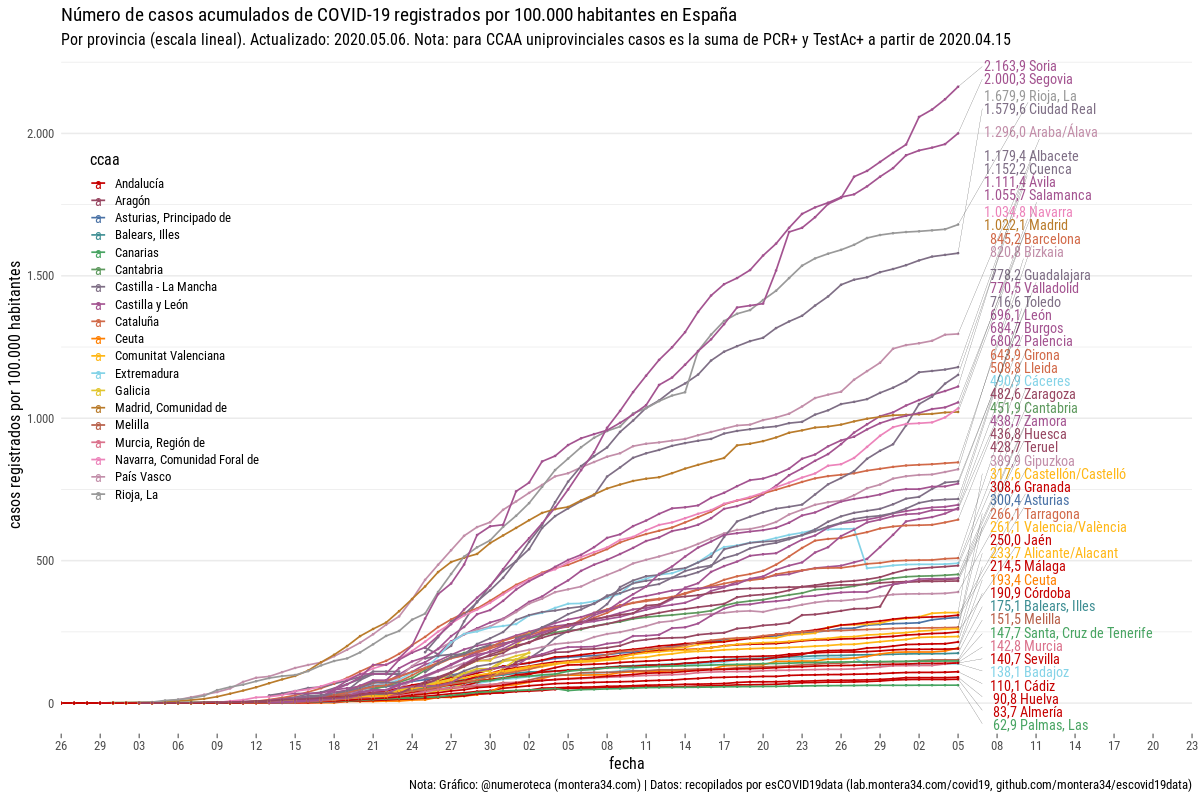 Número de casos acumulados de COVID-19 registrados por 100.000 habitantes en España
Por provincia (escala lineal). Actualizado: 2020.05.06. Nota: para CCAA uniprovinciales casos es la suma de PCR+ y TestAc+ a partir de 2020.04.15
casos registrados por 100.000 habitantes
2.000
1.500
1.000
500
0
ccaa
Andalucía
Aragón
Asturias, Principado de
Balears, Illes
Canarias
Cantabria
Castilla - La Mancha
Castilla y León
Cataluña
Ceuta
Comunitat Valenciana
Extremadura
Galicia
Madrid, Comunidad de
Melilla
Murcia, Región de
Navarra, Comunidad Foral de
País Vasco
Rioja, La
2.163,9 Soria
2.000,3 Segovia
1.679,9 Rioja, La
1.579,6 Ciudad Real
1.296,0 Araba/Álava
1.179,4 Albacete
1.152,2 Cuenca
1.111,4 Ávila
1.055,7 Salamanca
1.034,8 Navarra
1.022,1 Madrid
845,2 Barcelona
820,8 Bizkaia
778,2 Guadalajara
770,5 Valladolid
716,6 Toledo
696,1 León
684,7 Burgos
680,2 Palencia
643,9 Girona
508,8 Lleida
490,9 Cáceres
482,6 Zaragoza
451,9 Cantabria
438,7 Zamora
436,8 Huesca
428,7 Teruel
389,9 Gipuzkoa
317,6 Castellón/Castelló
308,6 Granada
300,4 Asturias
266,1 Tarragona
261,1 Valencia/València
250,0 Jaén
233,7 Alicante/Alacant
214,5 Málaga
193,4 Ceuta
190,9 Córdoba
175,1 Balears, Illes
151,5 Melilla
147,7 Santa, Cruz de Tenerife
142,8 Murcia
140,7 Sevilla
138,1 Badajoz
110,1 Cádiz
90,8 Huelva
83,7 Almería
62,9 Palmas, Las
26 29 03 06 09 12 15 18 21 24 27 30 02 05 08 11 14 17 20 23 26 29 02 05 08 11 14 17 20 23
fecha
Nota: Gráfico: @numeroteca (montera34.com) | Datos: recopilados por esCOVID19data (lab.montera34.com/covid19, github.com/montera34/escovid19data)